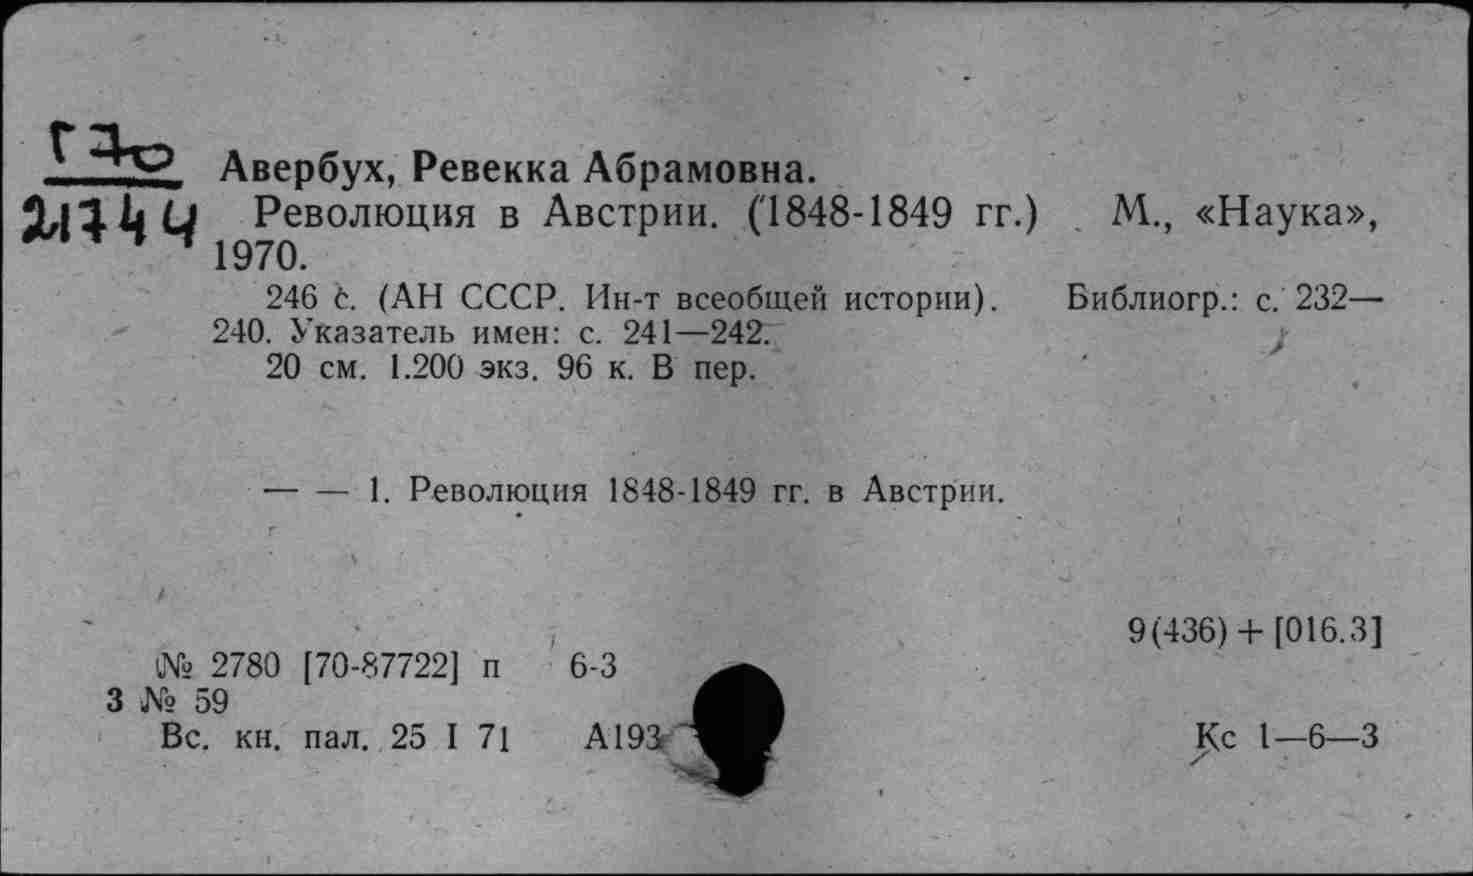 Авербух, Ревекка Абрамовна.
Революция в Австрии. (1848-1849 гг.) . М., «Наука»,
1970.
246 с. (АН СССР. Ин-т всеобщей истории). Библиогр.: с. 232—
240. Указатель имен: с. 241—242.
20 см. 1.200 экз. 96 к. В пер.
— — 1. Революция 1848-1849 гг. в Австрии.
9(436) + [016.3]
№ 2780 [70-87722] п 6-3
З № 59
Вс. кн. пал. 25 I 71 А193
Кс 1—6—3